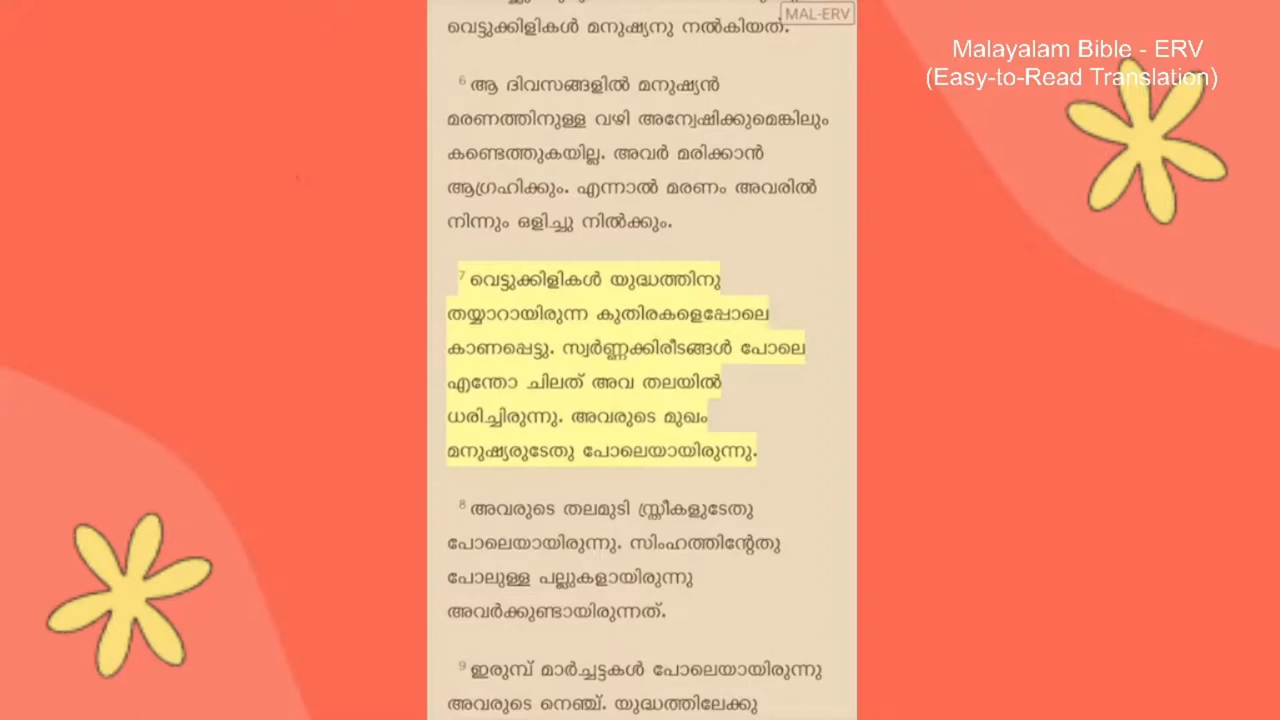 MAL-ERV
വെട്ടുക്കിളികൾ മനുഷ്യനു നൽകിയത്.
6 ആ ദിവസങ്ങളിൽ മനുഷ്യൻ
മരണത്തിനുള്ള വഴി അന്വേഷിക്കുമെങ്കിലും
കണ്ടെത്തുകയില്ല. അവർ മരിക്കാൻ
ആഗ്രഹിക്കും. എന്നാൽ മരണം അവരിൽ
നിന്നും ഒളിച്ചു നിൽക്കും.
7 വെട്ടുക്കിളികൾ യുദ്ധത്തിനു
തയ്യാറായിരുന്ന കുതിരകളെപ്പോലെ
കാണപ്പെട്ടു. സ്വർണ്ണക്കിരീടങ്ങൾ പോലെ
എന്തോ ചിലത് അവ തലയിൽ
ധരിച്ചിരുന്നു. അവരുടെ മുഖം
മനുഷ്യരുടേതു പോലെയായിരുന്നു.
8 അവരുടെ തലമുടി സ്ത്രീകളുടേതു
പോലെയായിരുന്നു. സിംഹത്തിന്റേതു
പോലുള്ള പല്ലുകളായിരുന്നു
അവർക്കുണ്ടായിരുന്നത്.
9 ഇരുമ്പ് മാർച്ചട്ടകൾ പോലെയായിരുന്നു
അവരുടെ നെഞ്ച്. യുദ്ധത്തിലേക്കു
Malayalam Bible - ERV
(Easy-to-Read Translation)